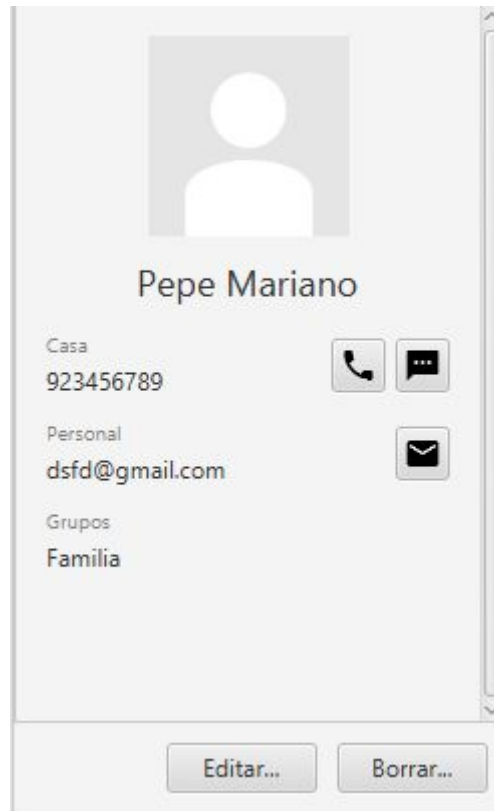 Pepe Mariano
Casa
923456789
Personal
dsfd@gmail.com
Grupos
Familia
Editar... Borrar...